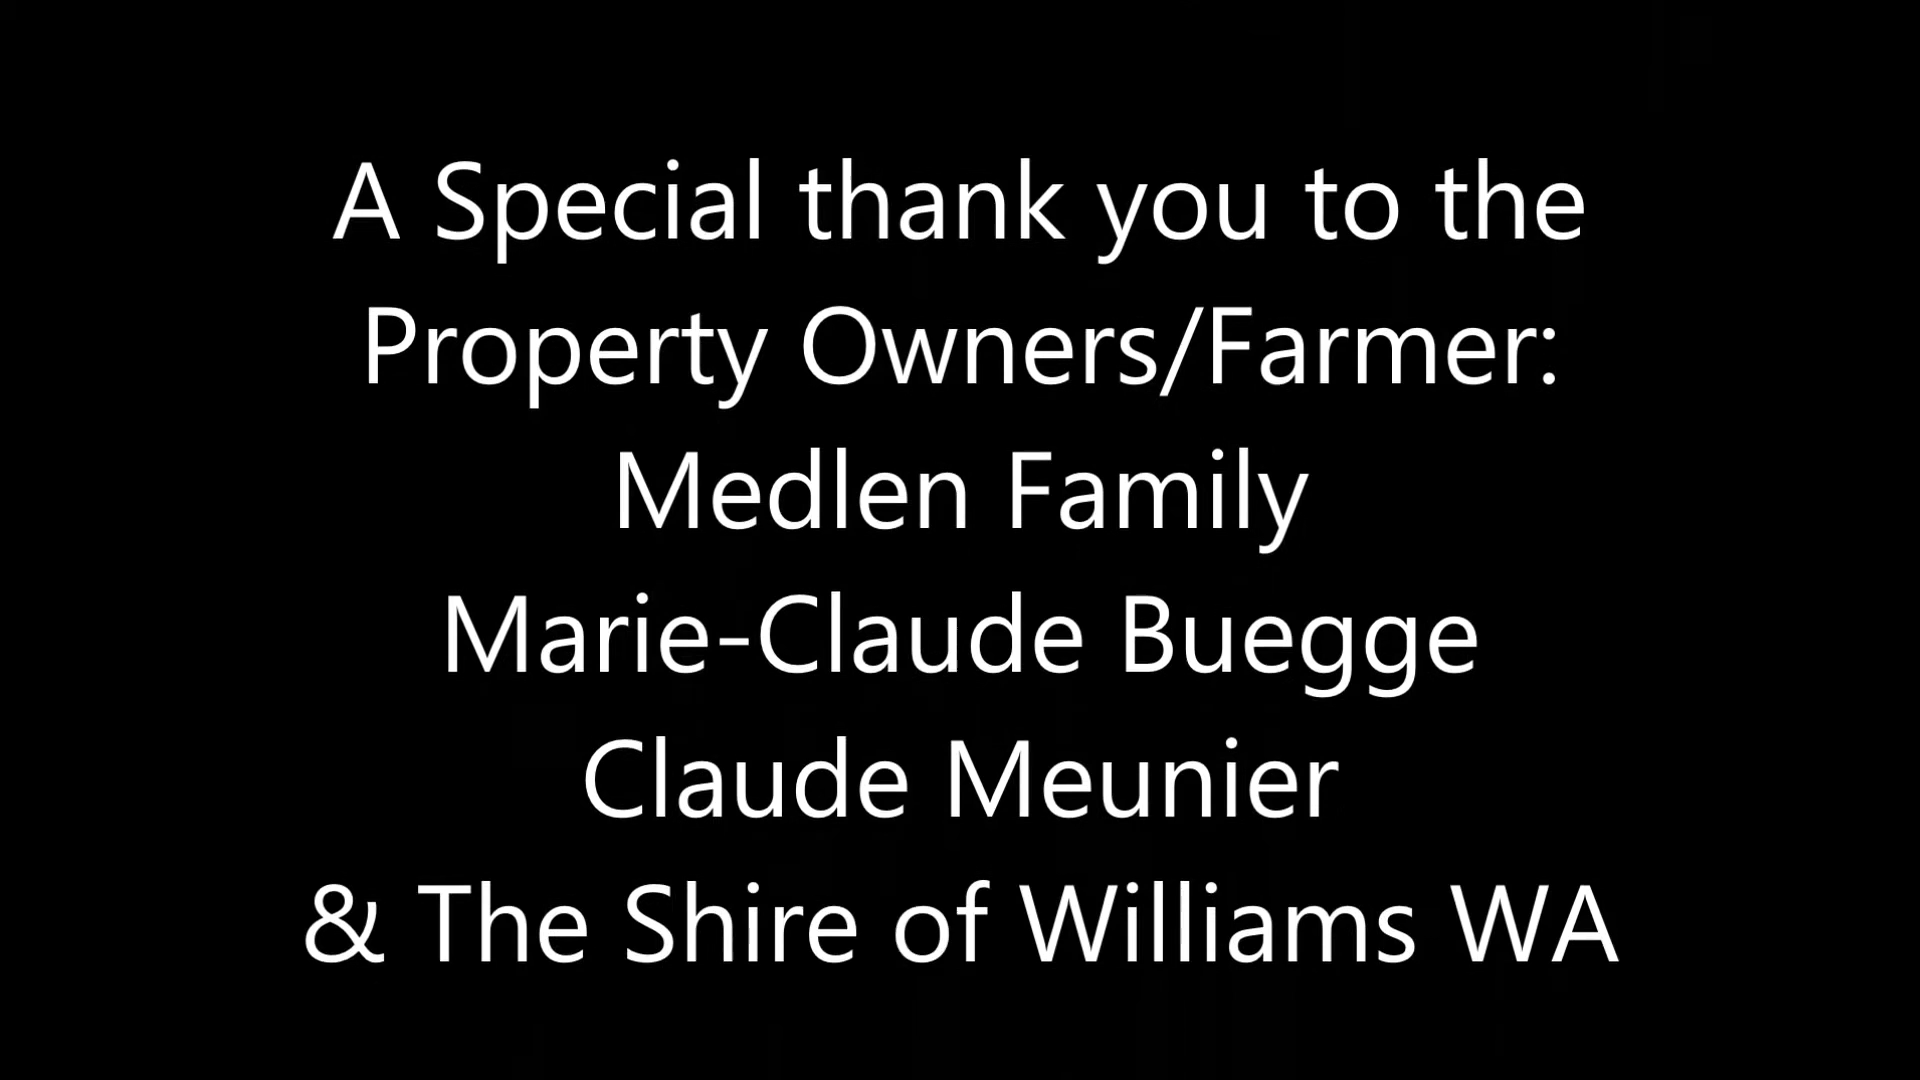 A Special thank you to the
Property Owners/Farmer:
Medlen Family
Marie-Claude Buegge
Claude Meunier
& The Shire of Williams WA